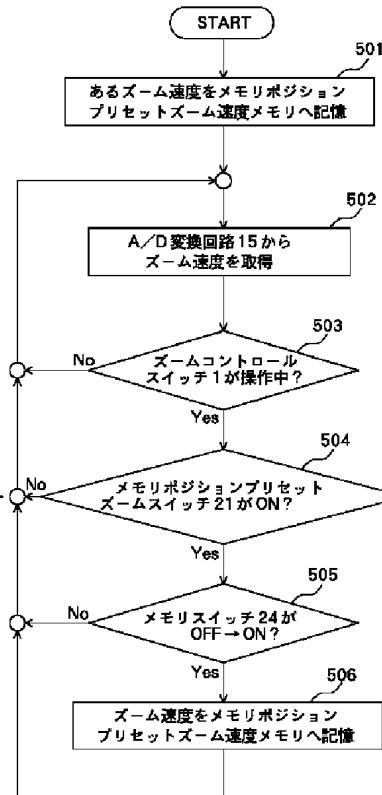 START
501
あるズーム速度をメモリポジション
プリセットズーム速度メモリへ記憶
502
A/D変換回路15から
ズーム速度を取得
503
No
ズームコントロール
スイッチ1が操作中?
Yes
504
No
メモリポジションプリセット
ズームスイッチ21がON?
Yes
505
No
メモリスイッチ24が
OFF→ON?
Yes
506
ズーム速度をメモリポジション
プリセットズーム速度メモリへ記憶